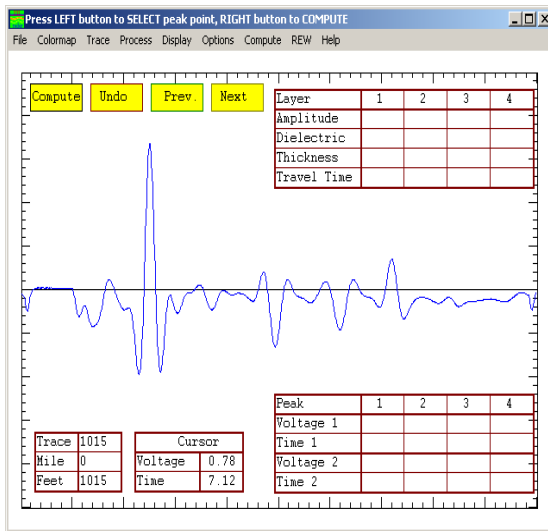 Press LEFT button to SELECT peak point, RIGHT button to COMPUTE
File Colormap Trace Process Display Options Compute REW Help
Compute Undo Prev. Next
Layer 1 2 3 4
Amplitude
Dielectric
Thickness
Travel Time
Peak 1 2 3 4
Voltage 1
Time 1
Voltage 2
Time 2
Trace 1015
Mile 0
Feet 1015
Cursor
Voltage 0.78
Time 7.12